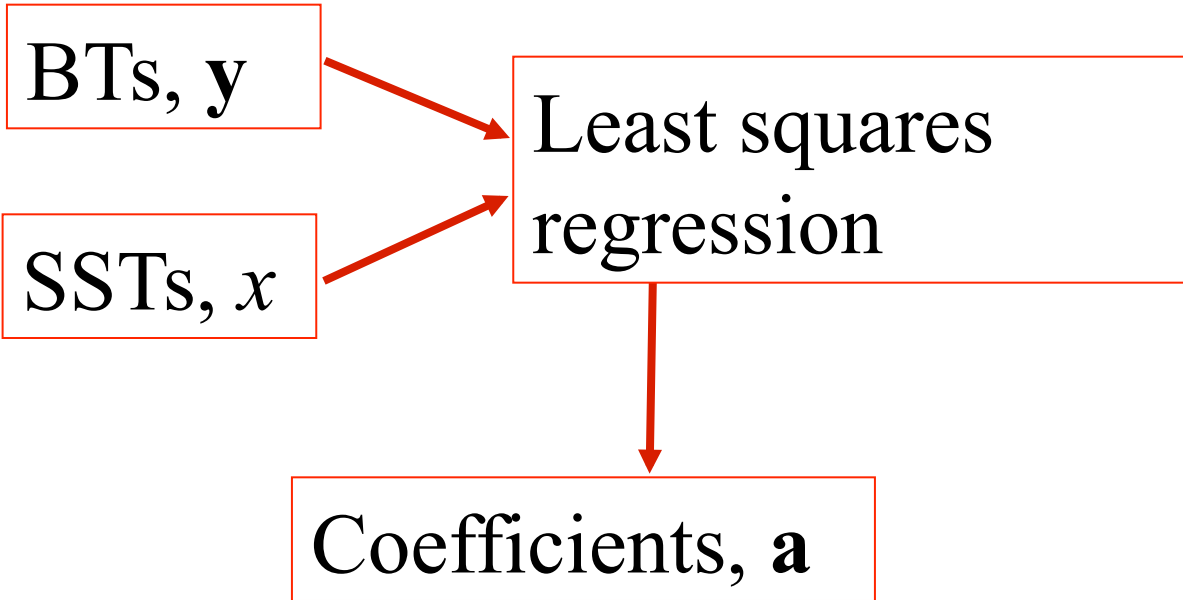 BTs, y
Least squares
regression
SSTs, x
Coefficients, a